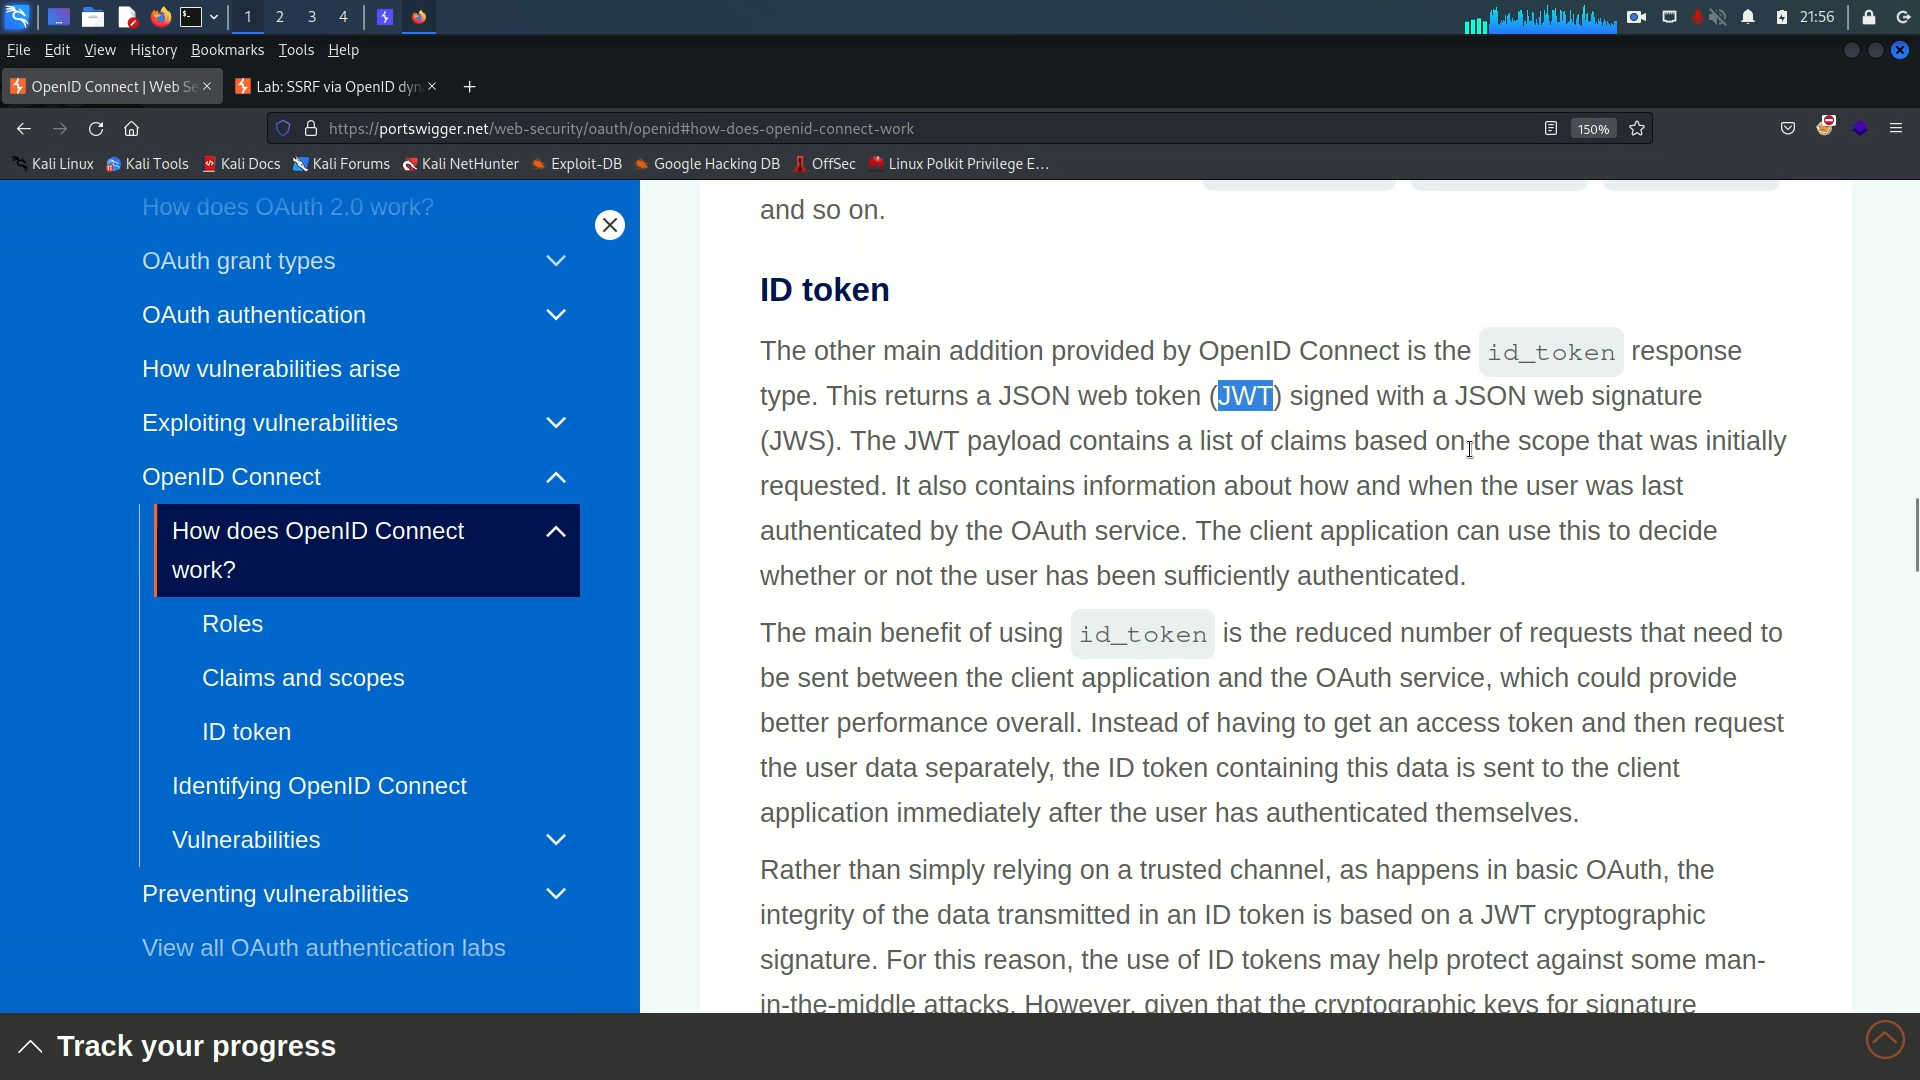 1 2 3 4
21:56
File Edit View History Bookmarks Tools Help
OpenID Connect | Web Se
Lab: SSRF via OpenID dyn
https://portswigger.net/web-security/oauth/openid#how-does-openid-connect-work
150%
Kali Linux Kali Tools Kali Docs Kali Forums Kali NetHunter Exploit-DB Google Hacking DB OffSec Linux Polkit Privilege E…
How does OAuth 2.0 work?
OAuth grant types
OAuth authentication
How vulnerabilities arise
Exploiting vulnerabilities
OpenID Connect
How does OpenID Connect
work?
Roles
Claims and scopes
ID token
Identifying OpenID Connect
Vulnerabilities
Preventing vulnerabilities
View all OAuth authentication labs
and so on.
ID token
The other main addition provided by OpenID Connect is the id_token response
type. This returns a JSON web token (JWT) signed with a JSON web signature
(JWS). The JWT payload contains a list of claims based on the scope that was initially
requested. It also contains information about how and when the user was last
authenticated by the OAuth service. The client application can use this to decide
whether or not the user has been sufficiently authenticated.
The main benefit of using id_token is the reduced number of requests that need to
be sent between the client application and the OAuth service, which could provide
better performance overall. Instead of having to get an access token and then request
the user data separately, the ID token containing this data is sent to the client
application immediately after the user has authenticated themselves.
Rather than simply relying on a trusted channel, as happens in basic OAuth, the
integrity of the data transmitted in an ID token is based on a JWT cryptographic
signature. For this reason, the use of ID tokens may help protect against some man-
in-the-middle attacks. However, given that the cryptographic keys for signature
Track your progress